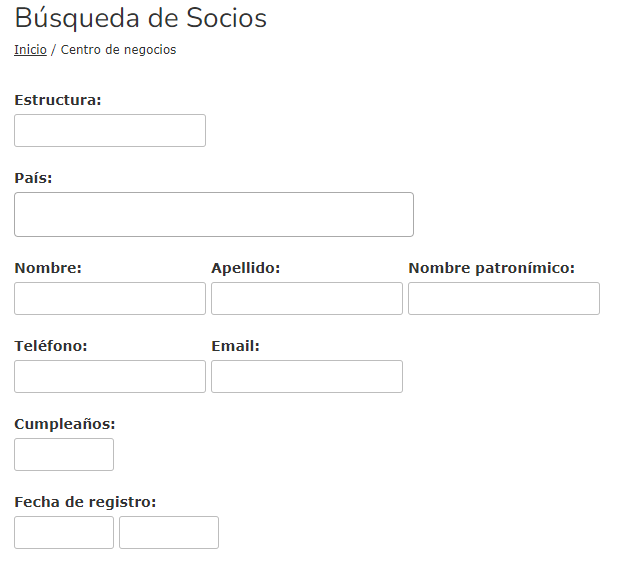 Búsqueda de Socios
Inicio / Centro de negocios
Estructura:
País:
Nombre: Apellido: Nombre patronímico:
Teléfono: Email:
Cumpleaños:
Fecha de registro: